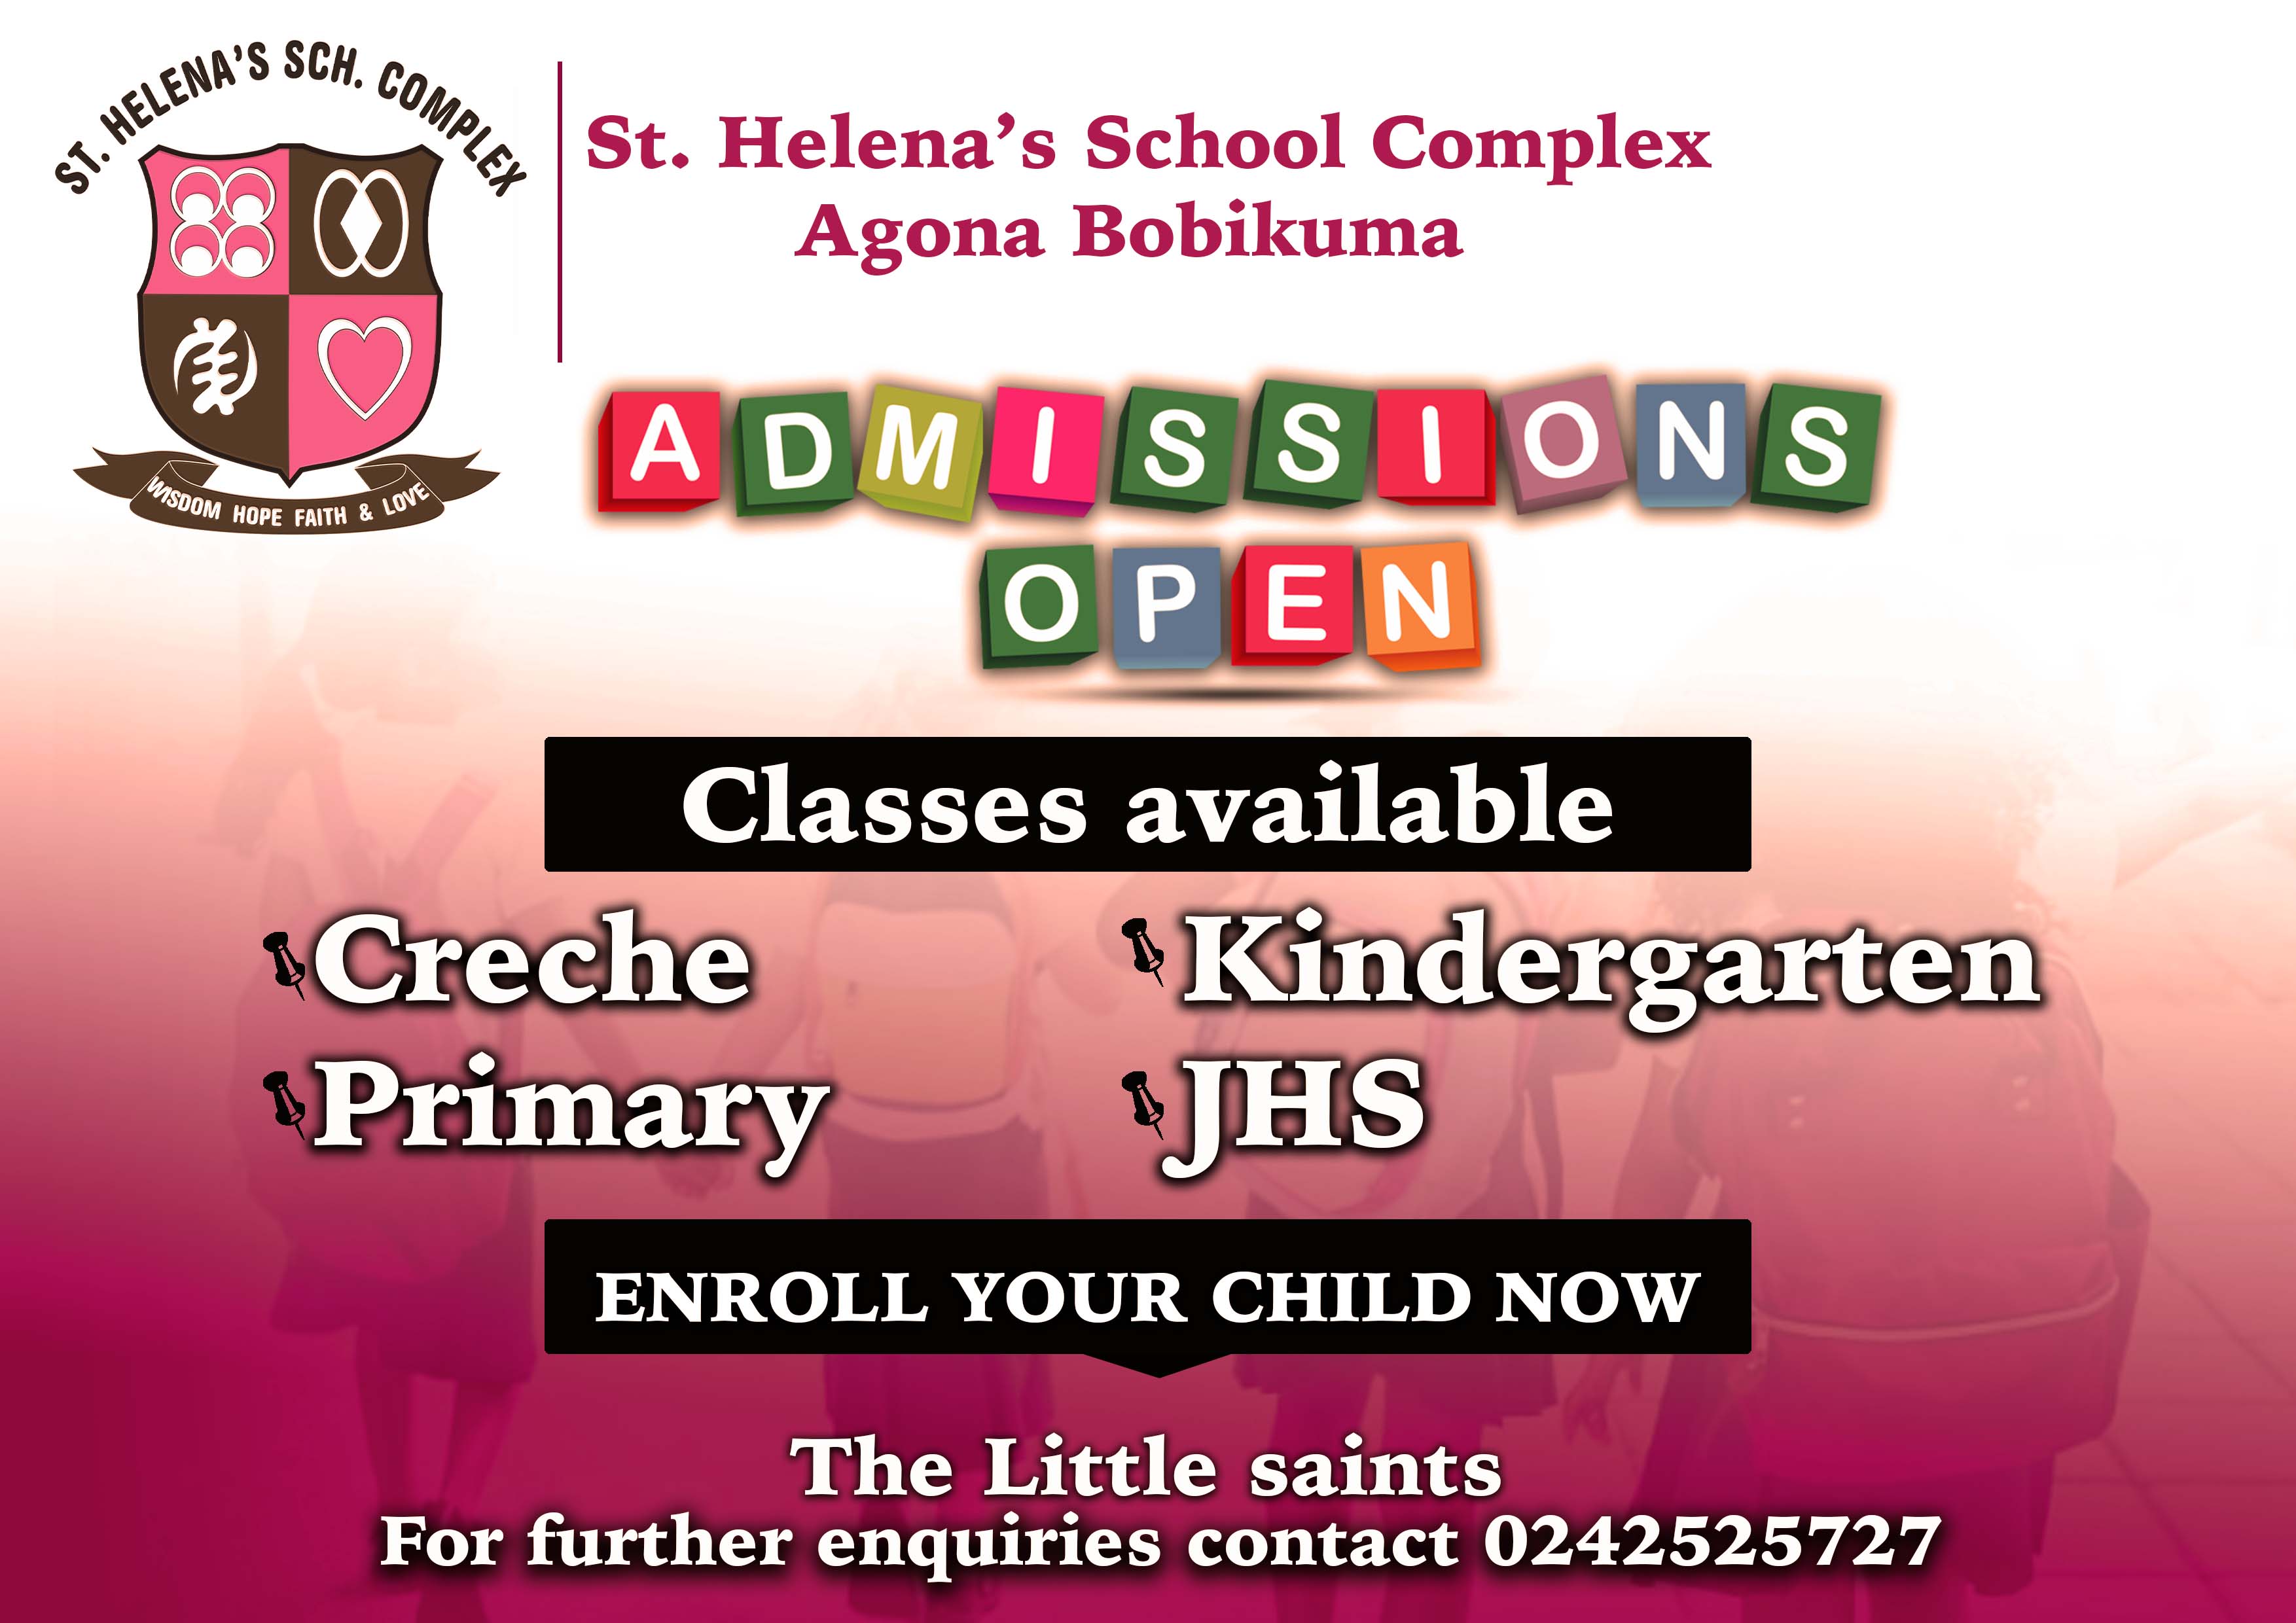 ST. HELENA'S SCH. COMPLEX
WISDOM HOPE FAITH & LOVE
St. Helena's School Complex
Agona Bobikuma
ADMISSIONS
OPEN
Classes available
Creche
Kindergarten
Primary
JHS
ENROLL YOUR CHILD NOW
The Little saints
For further enquiries contact 0242525727